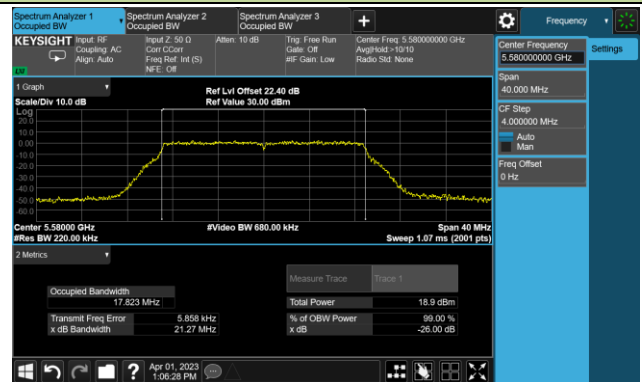 Spectrum Analyzer 1
Occupied BW
Spectrum Analyzer 2
Occupied BW
Spectrum Analyzer 3
Occupied BW
+
Frequency
KEYSIGHT
Input: RF
Coupling: AC
Align: Auto
Input Z: 50 Ω
Corr CCorr
Freq Ref: Int (S)
NFE: Off
Atten: 10 dB
Trig: Free Run
Gate: Off
#IF Gain: Low
Center Freq: 5.580000000 GHz
Avg|Hold:>10/10
Radio Std: None
Center Frequency
5.580000000 GHz
Settings
Span
40.000 MHz
CF Step
4.000000 MHz
Auto
Man
Freq Offset
0 Hz
1 Graph
Scale/Div 10.0 dB
Ref Lvl Offset 22.40 dB
Ref Value 30.00 dBm
Log
20.0
10.0
0.00
-10.0
-20.0
-30.0
-40.0
-50.0
-60.0
Center 5.58000 GHz
#Res BW 220.00 kHz
#Video BW 680.00 kHz
Span 40 MHz
Sweep 1.07 ms (2001 pts)
2 Metrics
Measure Trace
Trace 1
Occupied Bandwidth
17.823 MHz
Total Power
18.9 dBm
Transmit Freq Error
5.858 kHz
% of OBW Power
99.00 %
x dB Bandwidth
21.27 MHz
x dB
-26.00 dB
?
Apr 01, 2023
1:06:28 PM